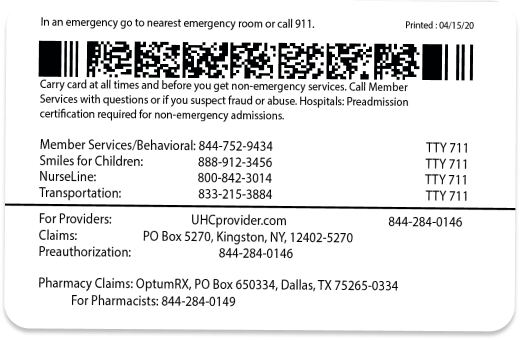 In an emergency go to nearest emergency room or call 911. Printed : 04/15/20
Carry card at all times and before you get non-emergency services. Call Member
Services with questions or if you suspect fraud or abuse. Hospitals: Preadmission
certification required for non-emergency admissions.
Member Services/Behavioral: 844-752-9434 TTY 711
Smiles for Children: 888-912-3456 TTY 711
NurseLine: 800-842-3014 TTY 711
Transportation: 833-215-3884 TTY 711
For Providers: UHCprovider.com 844-284-0146
Claims: PO Box 5270, Kingston, NY, 12402-5270
Preauthorization: 844-284-0146
Pharmacy Claims: OptumRX, PO Box 650334, Dallas, TX 75265-0334
For Pharmacists: 844-284-0149